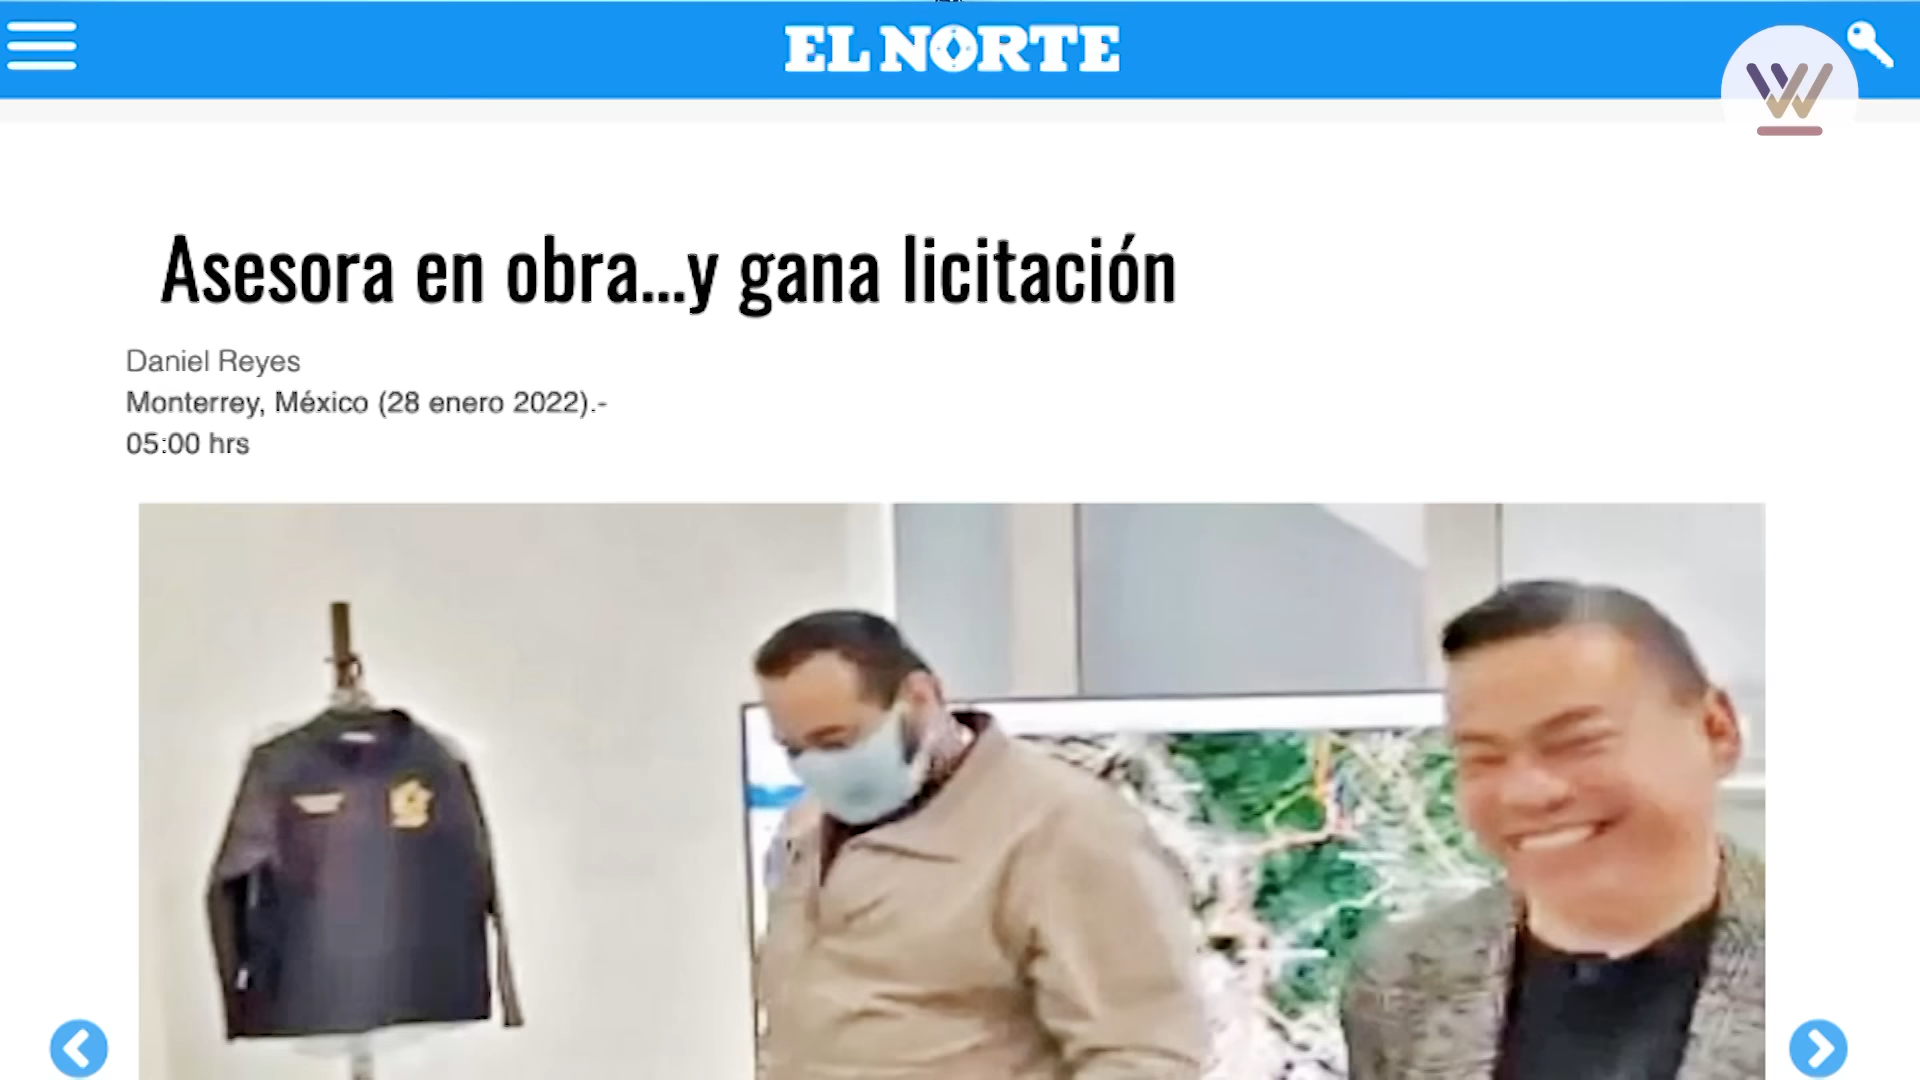 EL NORTE
W
Asesora en obra...y gana licitación
Daniel Reyes
Monterrey, México (28 enero 2022).-
05:00 hrs